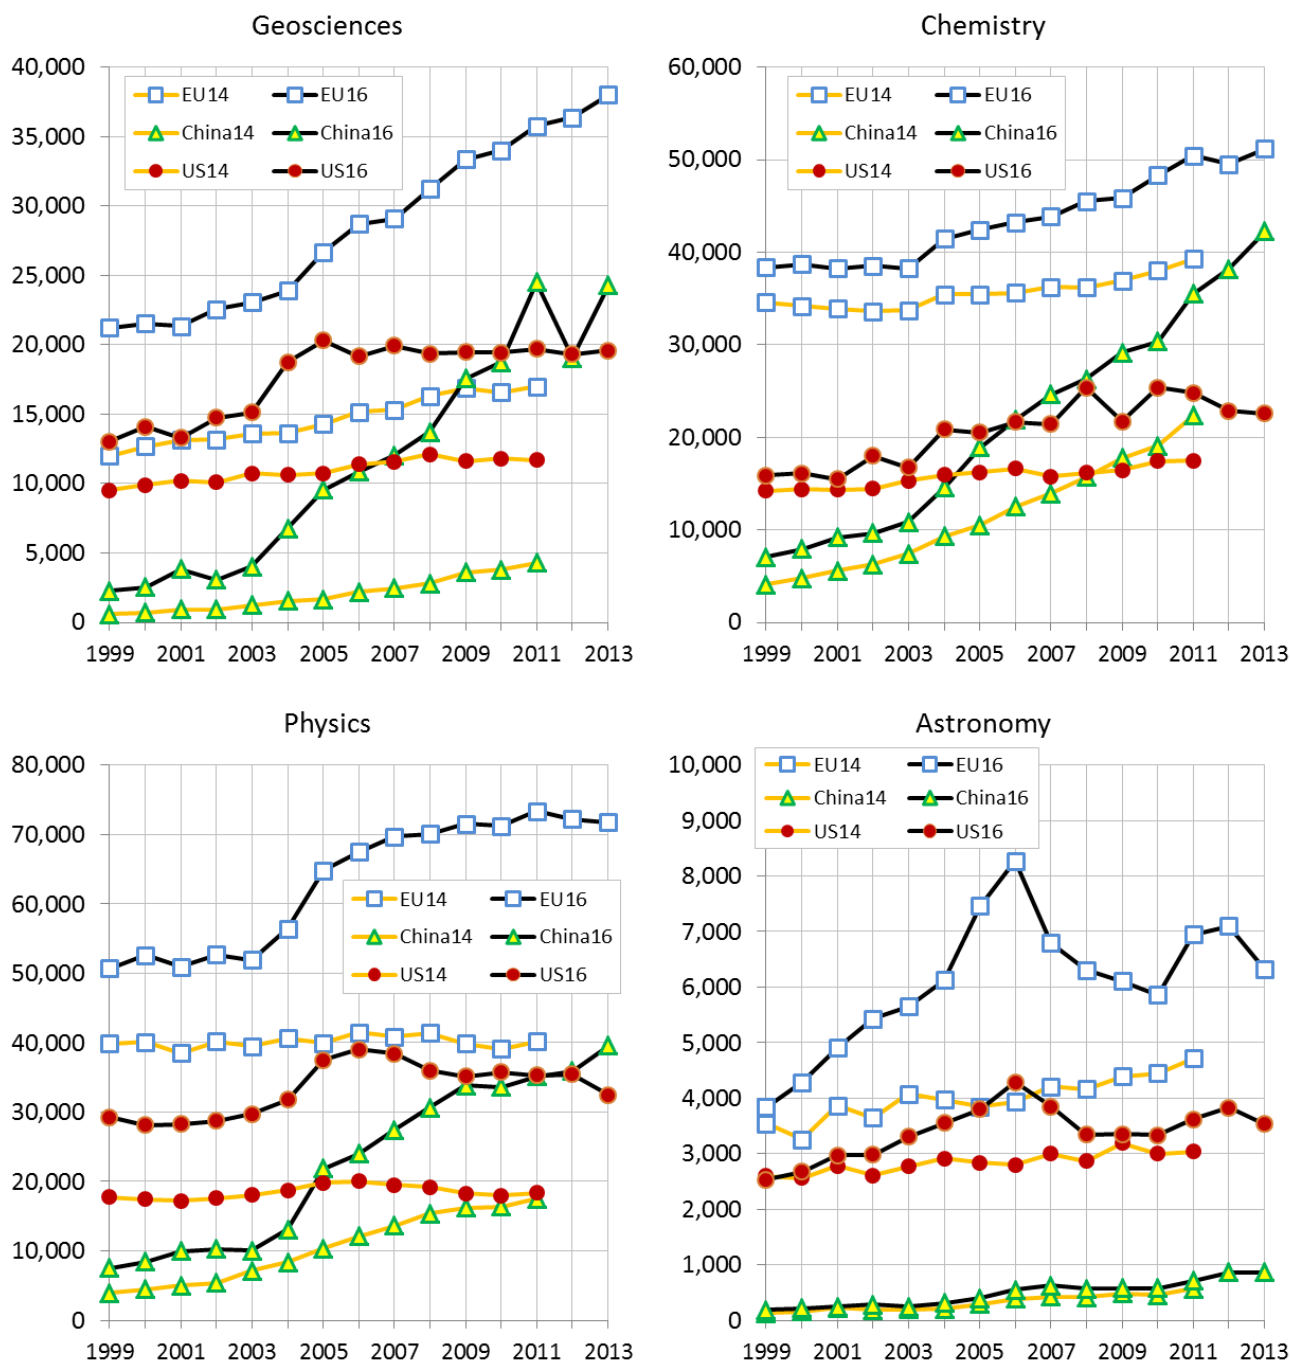 Geosciences
40,000
35,000
30,000
25,000
20,000
15,000
10,000
5,000
0
EU14 EU16
China14 China16
US14 US16
1999 2001 2003 2005 2007 2009 2011 2013
Chemistry
60,000
50,000
40,000
30,000
20,000
10,000
0
EU14 EU16
China14 China16
US14 US16
1999 2001 2003 2005 2007 2009 2011 2013
Physics
80,000
70,000
60,000
50,000
40,000
30,000
20,000
10,000
0
EU14 EU16
China14 China16
US14 US16
1999 2001 2003 2005 2007 2009 2011 2013
Astronomy
10,000
9,000
8,000
7,000
6,000
5,000
4,000
3,000
2,000
1,000
0
EU14 EU16
China14 China16
US14 US16
1999 2001 2003 2005 2007 2009 2011 2013